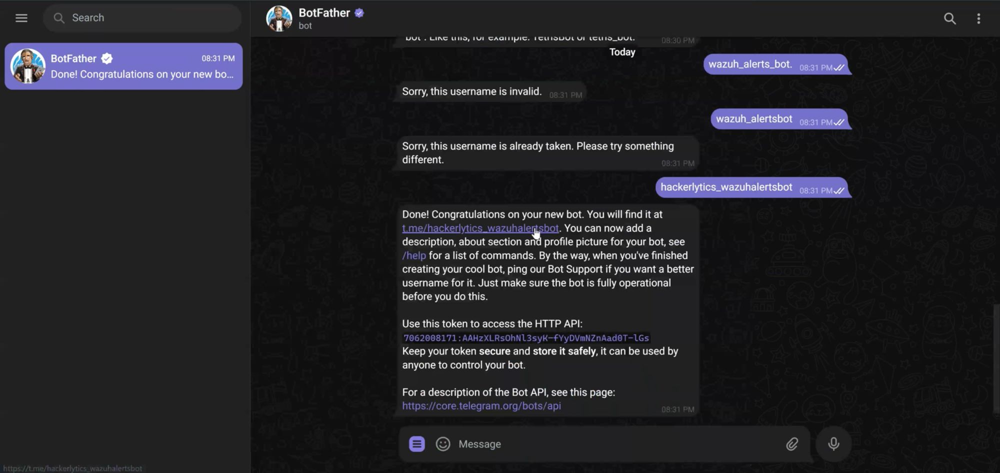 Search
BotFather
bot
BotFather
08:31 PM
Done! Congratulations on your new bo...
bot'. Like this, for example: TetrisBot or tetris_bot.
08:30 PM
Today
wazuh_alerts_bot.
08:31 PM
Sorry, this username is invalid.
08:31 PM
wazuh_alertsbot
08:31 PM
Sorry, this username is already taken. Please try something
different.
08:31 PM
hackerlytics_wazuhalertsbot
08:31 PM
Done! Congratulations on your new bot. You will find it at
t.me/hackerlytics_wazuhalertsbot. You can now add a
description, about section and profile picture for your bot, see
/help for a list of commands. By the way, when you've finished
creating your cool bot, ping our Bot Support if you want a better
username for it. Just make sure the bot is fully operational
before you do this.
Use this token to access the HTTP API:
7062008171:AAHzXLRsOhNl3syK-fYyDVmNZnAad0T-lGs
Keep your token secure and store it safely, it can be used by
anyone to control your bot.
For a description of the Bot API, see this page:
https://core.telegram.org/bots/api
08:31 PM
Message
https://t.me/hackerlytics_wazuhalertsbot